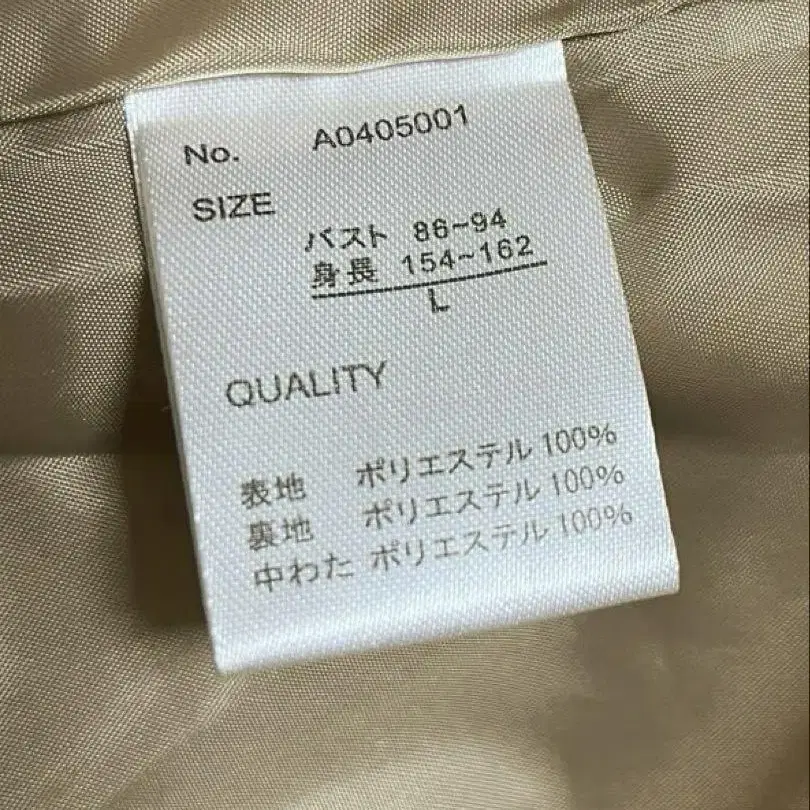 No. A0405001
SIZE
バスト 86~94
身長 154~162
L
QUALITY
表地 ポリエステル 100%
裏地 ポリエステル 100%
中わた ポリエステル 100%